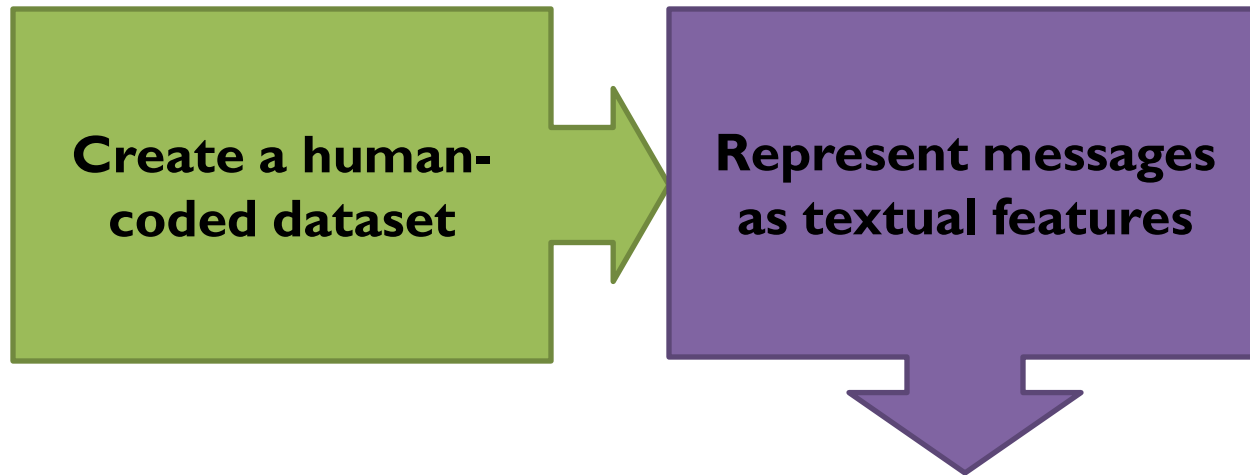 Create a human-
coded dataset
Represent messages
as textual features